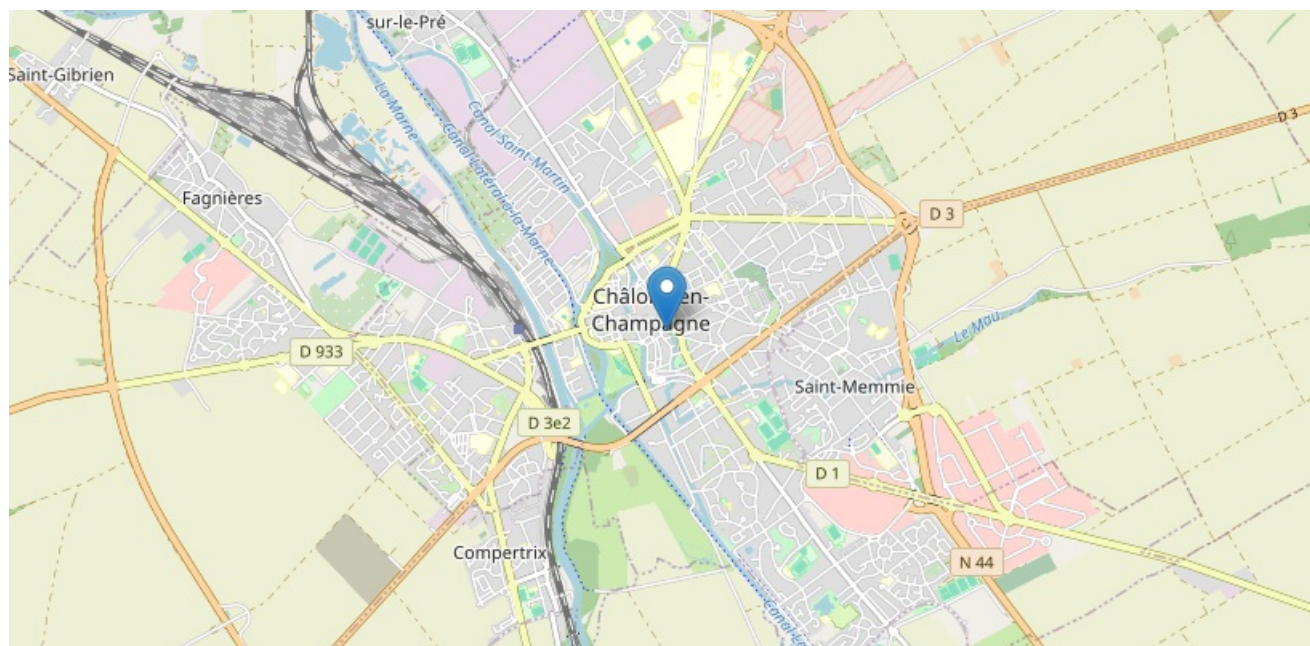 sur-le-Pré
Saint-Gibrien
La Marne
Canal Latéral à la Marne
Canal Saint-Martin
D 3
Fagnières
D 3
Châlons-en-
Champagne
Le Mau
D 933
Saint-Memmie
D 3e2
D 1
Compertrix
N 44